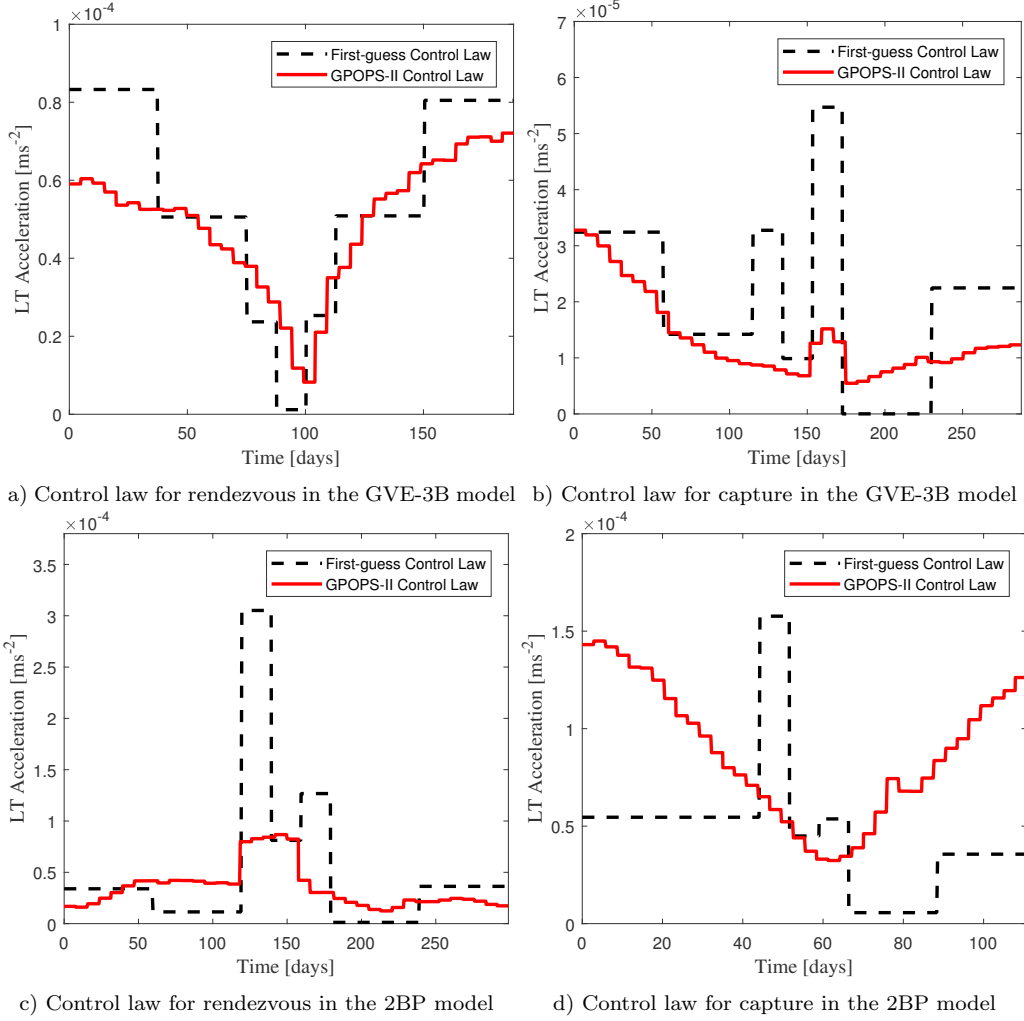 ×10⁻⁴
1
0.8
0.6
0.4
0.2
0
LT Acceleration [ms⁻²]
First-guess Control Law
GPOPS-II Control Law
0 50 100 150
Time [days]
×10⁻⁵
7
6
5
4
3
2
1
0
LT Acceleration [ms⁻²]
First-guess Control Law
GPOPS-II Control Law
0 50 100 150 200 250
Time [days]
a) Control law for rendezvous in the GVE-3B model
b) Control law for capture in the GVE-3B model
×10⁻⁴
3.5
3
2.5
2
1.5
1
0.5
0
LT Acceleration [ms⁻²]
First-guess Control Law
GPOPS-II Control Law
0 50 100 150 200 250
Time [days]
×10⁻⁴
2
1.5
1
0.5
0
LT Acceleration [ms⁻²]
First-guess Control Law
GPOPS-II Control Law
0 20 40 60 80 100
Time [days]
c) Control law for rendezvous in the 2BP model
d) Control law for capture in the 2BP model